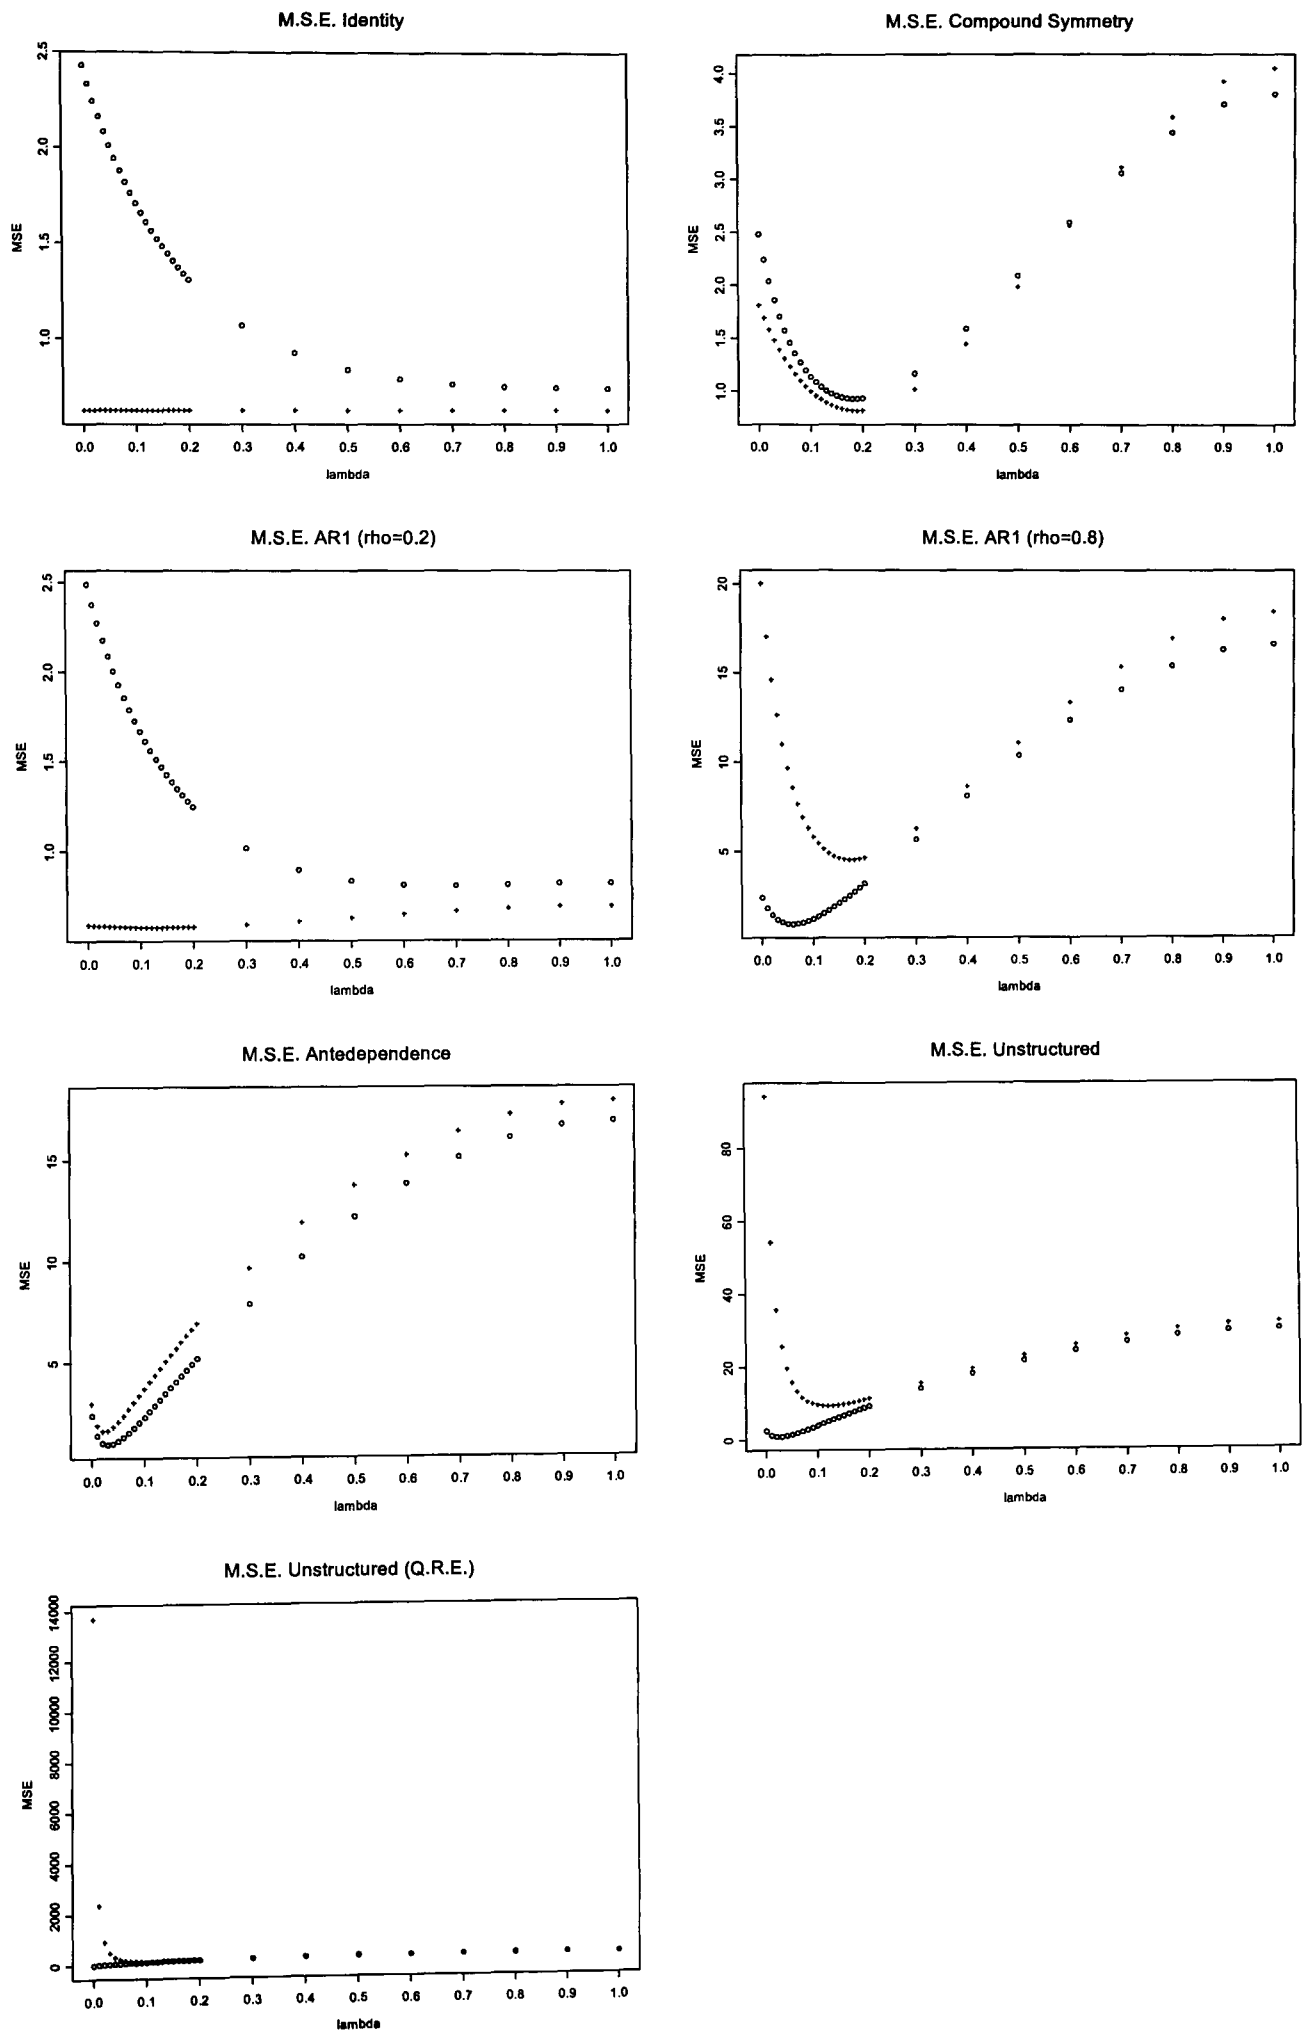 M.S.E. Identity
MSE
2.5
2.0
1.5
1.0
0.0 0.1 0.2 0.3 0.4 0.5 0.6 0.7 0.8 0.9 1.0
lambda
M.S.E. Compound Symmetry
MSE
4.0
3.5
3.0
2.5
2.0
1.5
1.0
0.0 0.1 0.2 0.3 0.4 0.5 0.6 0.7 0.8 0.9 1.0
lambda
M.S.E. AR1 (rho=0.2)
MSE
2.5
2.0
1.5
1.0
0.0 0.1 0.2 0.3 0.4 0.5 0.6 0.7 0.8 0.9 1.0
lambda
M.S.E. AR1 (rho=0.8)
MSE
20
15
10
5
0.0 0.1 0.2 0.3 0.4 0.5 0.6 0.7 0.8 0.9 1.0
lambda
M.S.E. Antedependence
MSE
15
10
5
0.0 0.1 0.2 0.3 0.4 0.5 0.6 0.7 0.8 0.9 1.0
lambda
M.S.E. Unstructured
MSE
80
60
40
20
0
0.0 0.1 0.2 0.3 0.4 0.5 0.6 0.7 0.8 0.9 1.0
lambda
M.S.E. Unstructured (Q.R.E.)
MSE
14000
12000
10000
8000
6000
4000
2000
0
0.0 0.1 0.2 0.3 0.4 0.5 0.6 0.7 0.8 0.9 1.0
lambda